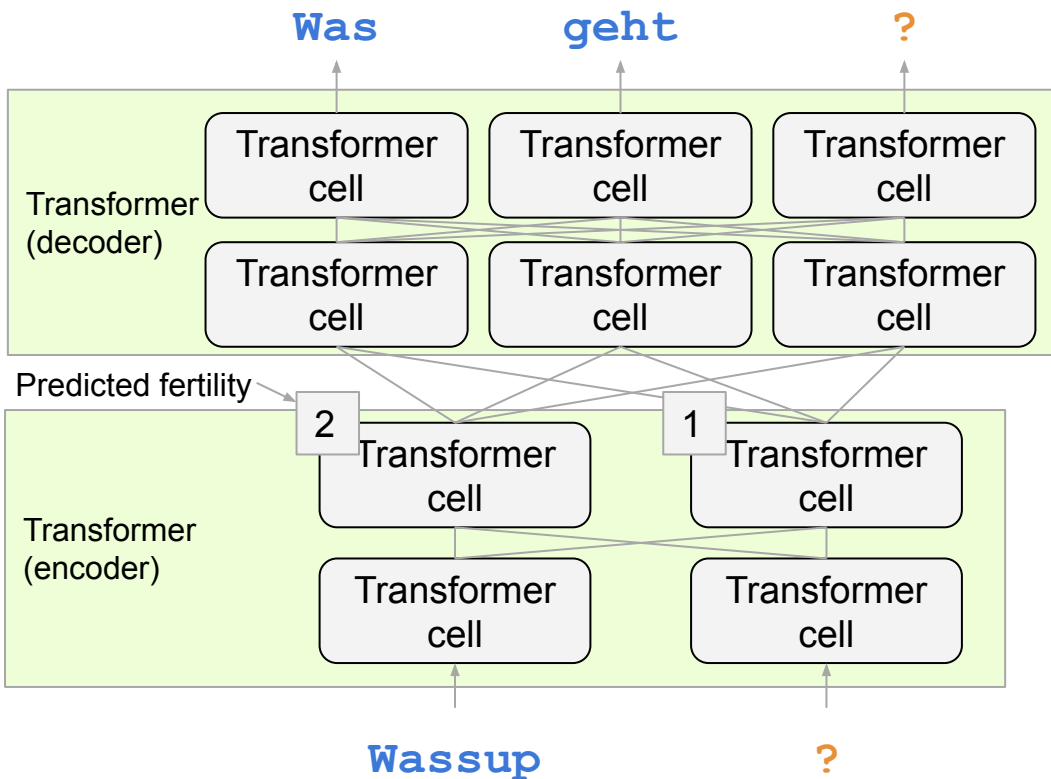 Was geht ?
Transformer cell Transformer cell Transformer cell
Transformer
(decoder)
Transformer cell Transformer cell Transformer cell
Predicted fertility
2 1
Transformer cell Transformer cell
Transformer
(encoder)
Transformer cell Transformer cell
Wassup ?